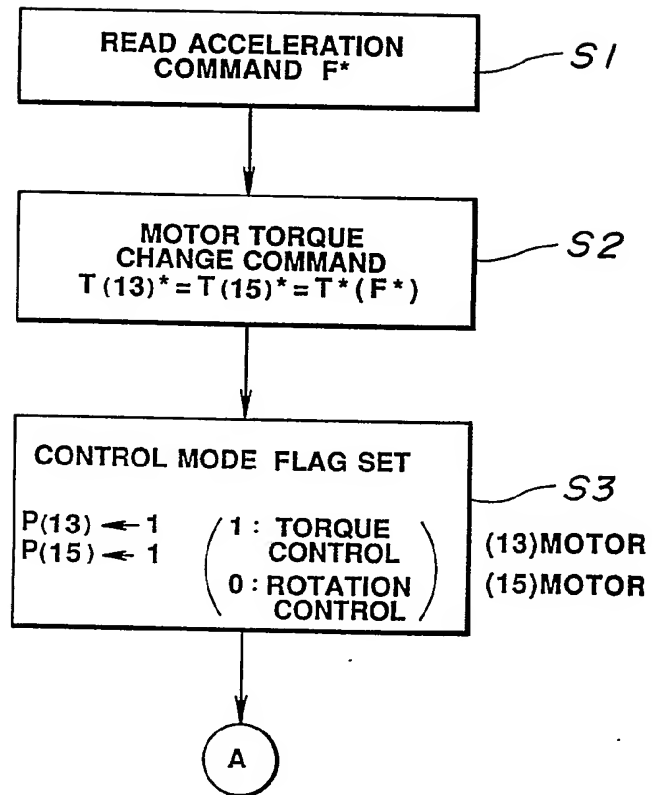 READ ACCELERATION
COMMAND F*
S1
MOTOR TORQUE
CHANGE COMMAND
T(13)*=T(15)*=T*(F*)
S2
CONTROL MODE FLAG SET
P(13) ← 1
P(15) ← 1
1 : TORQUE
CONTROL
0 : ROTATION
CONTROL
S3
(13)MOTOR
(15)MOTOR
A